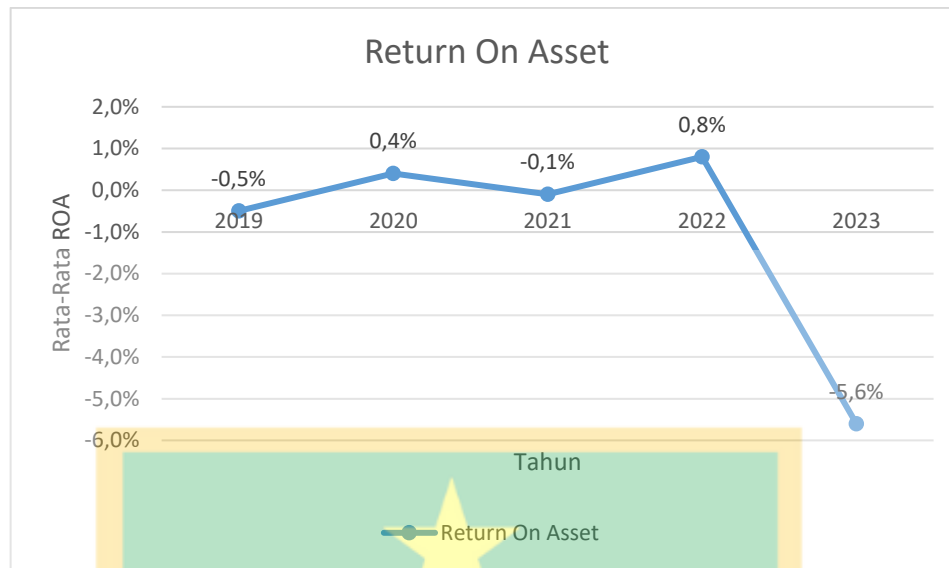 Return On Asset
2,0%
1,0%
0,0%
-1,0%
-2,0%
-3,0%
-4,0%
-5,0%
-6,0%
Rata-Rata ROA
-0,5%
0,4%
-0,1%
0,8%
-5,6%
2019 2020 2021 2022 2023
Tahun
Return On Asset